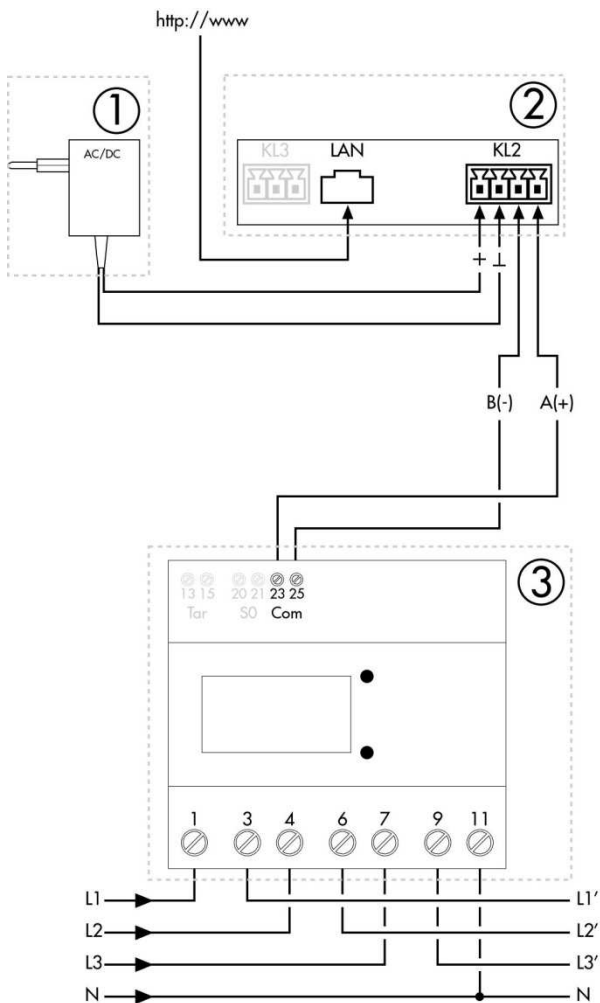 http://www
1
2
AC/DC
KL3 LAN KL2
+ ⊥
B(-) A(+)
3
13 15 20 21 23 25
Tar S0 Com
1 3 4 6 7 9 11
L1 L1'
L2 L2'
L3 L3'
N N